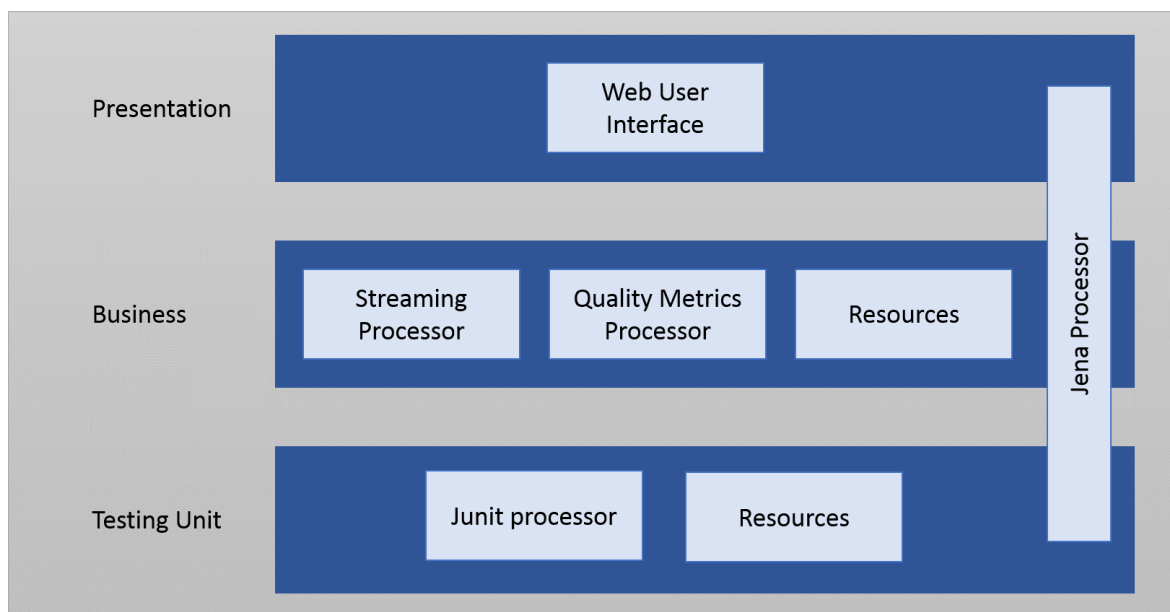 Presentation
Web User
Interface
Business
Streaming
Processor
Quality Metrics
Processor
Resources
Jena Processor
Testing Unit
Junit processor
Resources